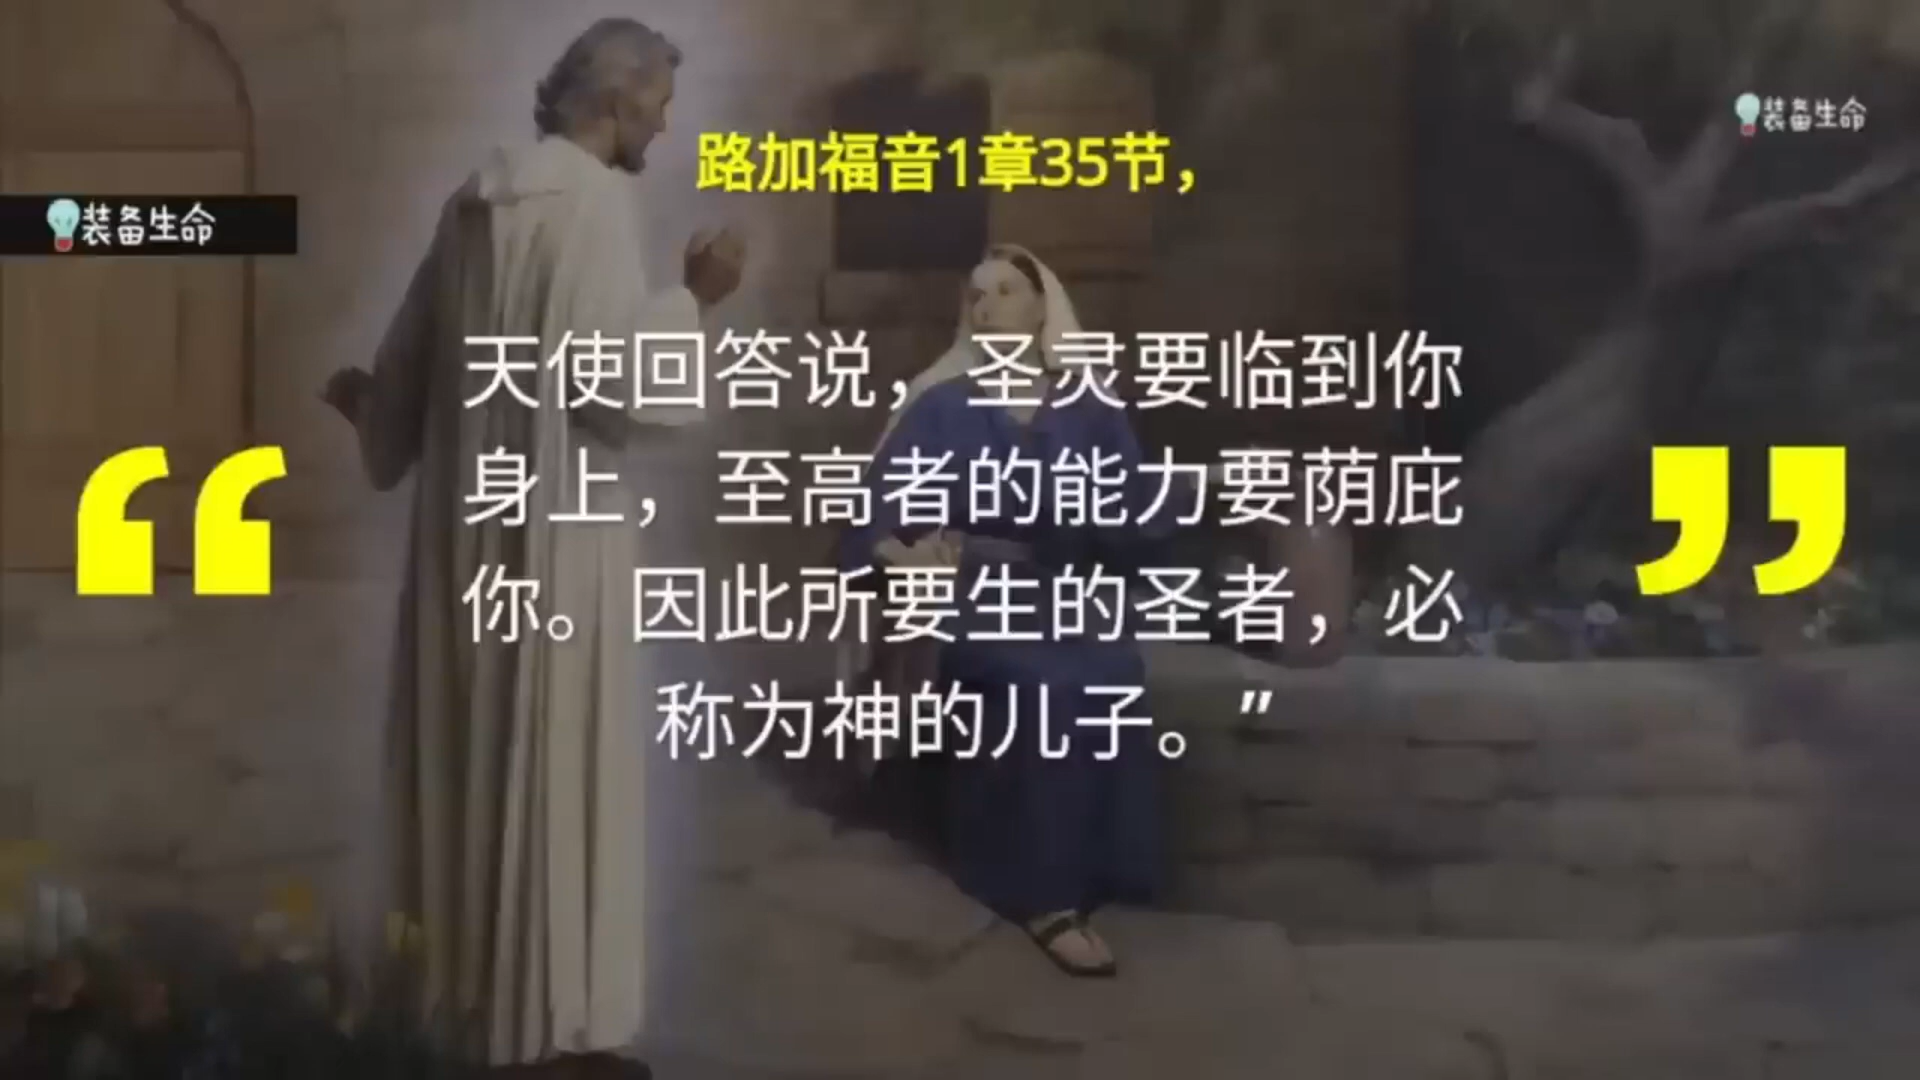 装备生命
路加福音1章35节，
装备生命
“
天使回答说，圣灵要临到你
身上，至高者的能力要荫庇
你。因此所要生的圣者，必
称为神的儿子。"
”